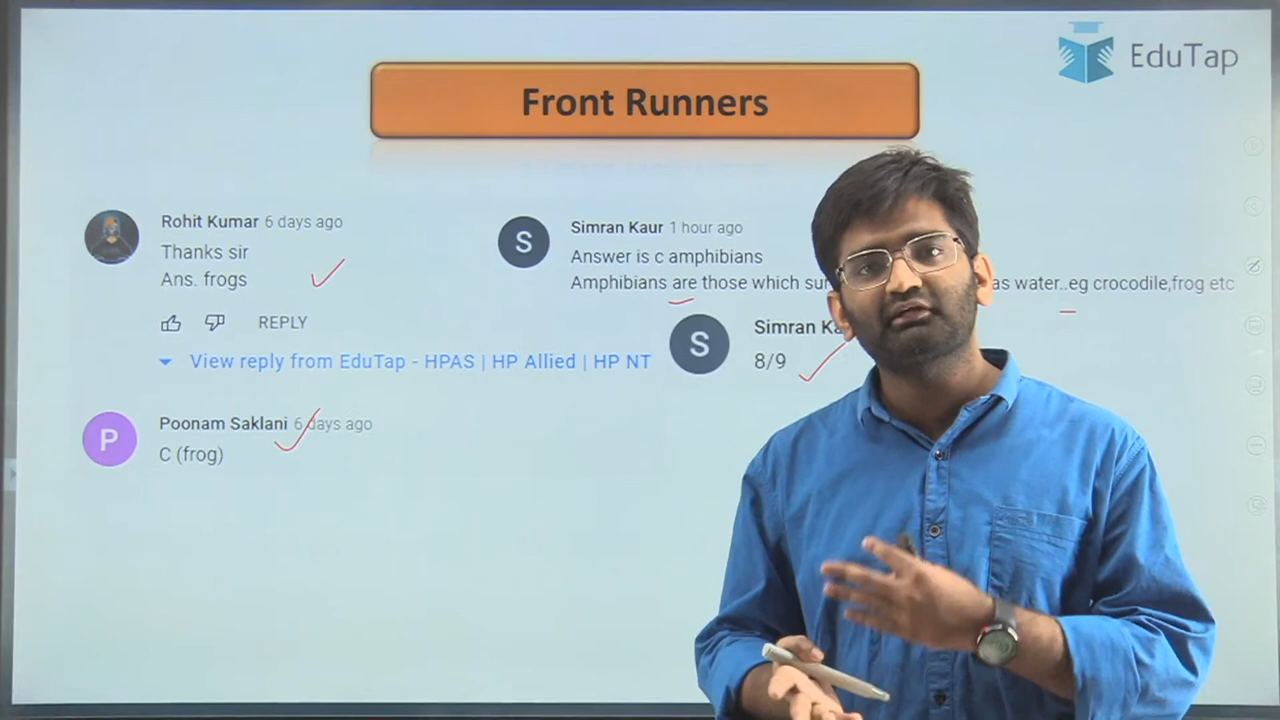 EduTap
Front Runners
Rohit Kumar 6 days ago
Thanks sir
Ans. frogs
REPLY
View reply from EduTap - HPAS | HP Allied | HP NT
Poonam Saklani 6 days ago
C (frog)
Simran Kaur 1 hour ago
Answer is c amphibians
Amphibians are those which as water..eg crocodile,frog etc
Simran
8/9
S
S
P